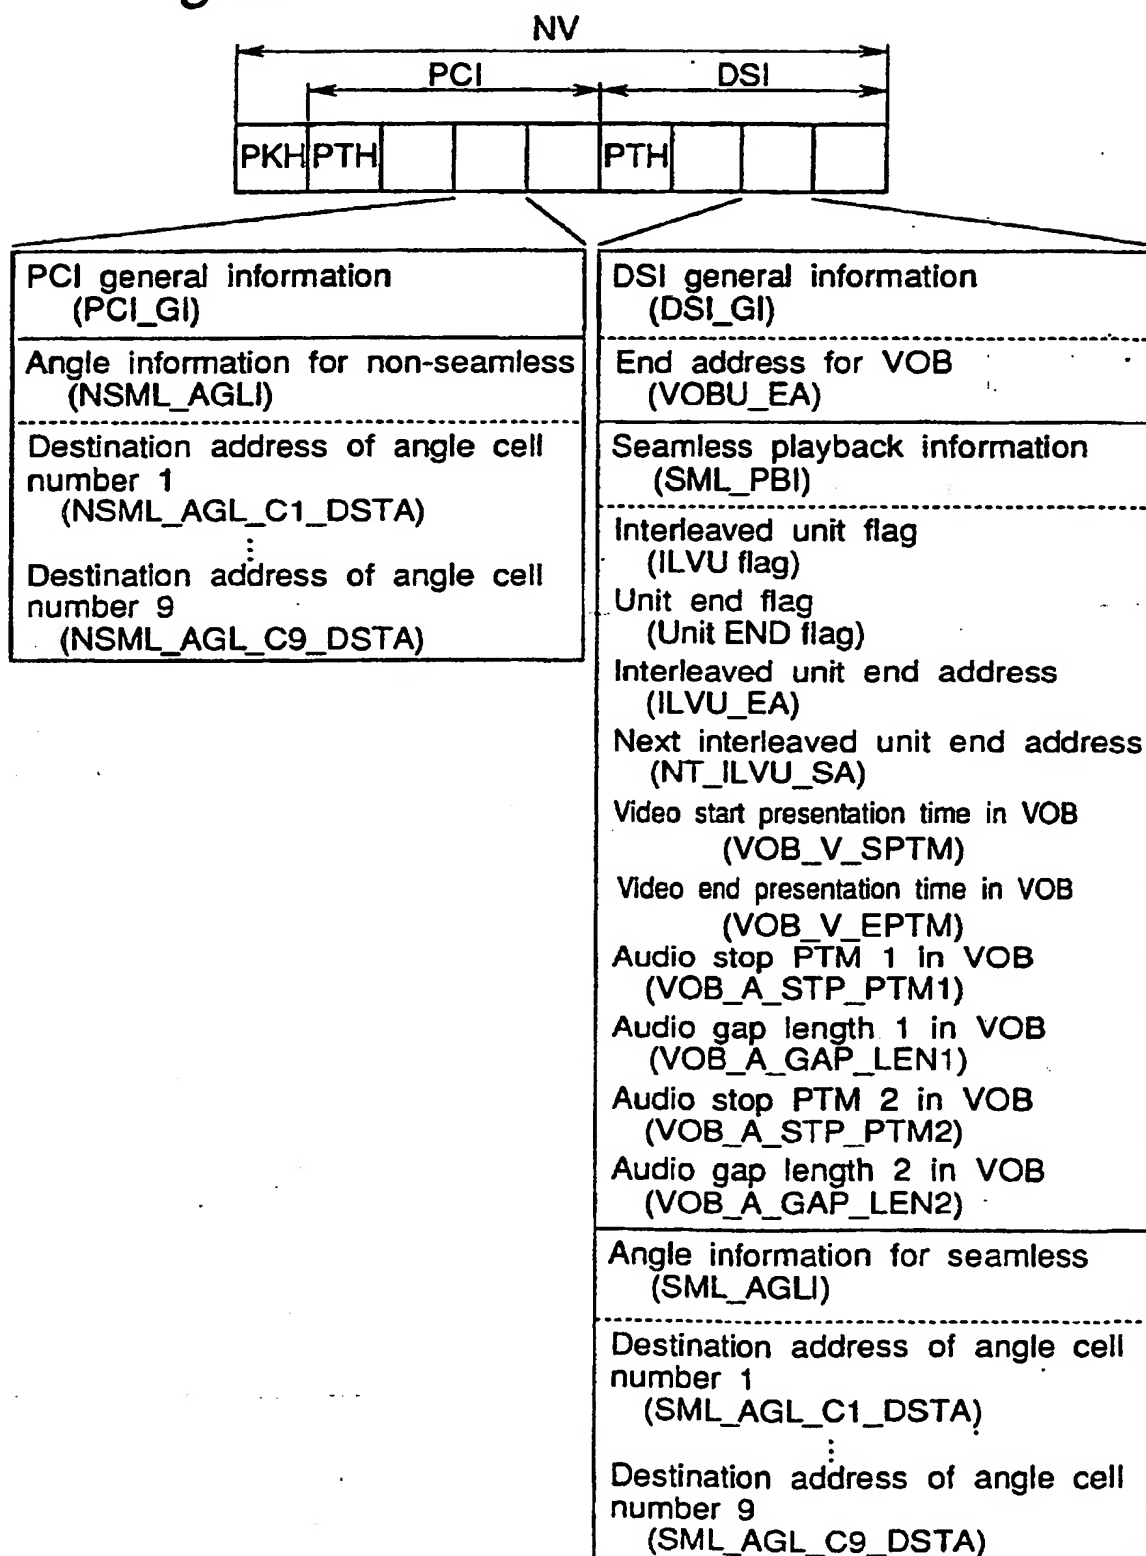 NV
PCI DSI
PKH PTH PTH
PCI general information
(PCI_GI)
Angle information for non-seamless
(NSML_AGLI)
Destination address of angle cell
number 1
(NSML_AGL_C1_DSTA)
⋮
Destination address of angle cell
number 9
(NSML_AGL_C9_DSTA)
DSI general information
(DSI_GI)
End address for VOB
(VOBU_EA)
Seamless playback information
(SML_PBI)
Interleaved unit flag
(ILVU flag)
Unit end flag
(Unit END flag)
Interleaved unit end address
(ILVU_EA)
Next interleaved unit end address
(NT_ILVU_SA)
Video start presentation time in VOB
(VOB_V_SPTM)
Video end presentation time in VOB
(VOB_V_EPTM)
Audio stop PTM 1 in VOB
(VOB_A_STP_PTM1)
Audio gap length 1 in VOB
(VOB_A_GAP_LEN1)
Audio stop PTM 2 in VOB
(VOB_A_STP_PTM2)
Audio gap length 2 in VOB
(VOB_A_GAP_LEN2)
Angle information for seamless
(SML_AGLI)
Destination address of angle cell
number 1
(SML_AGL_C1_DSTA)
⋮
Destination address of angle cell
number 9
(SML_AGL_C9_DSTA)